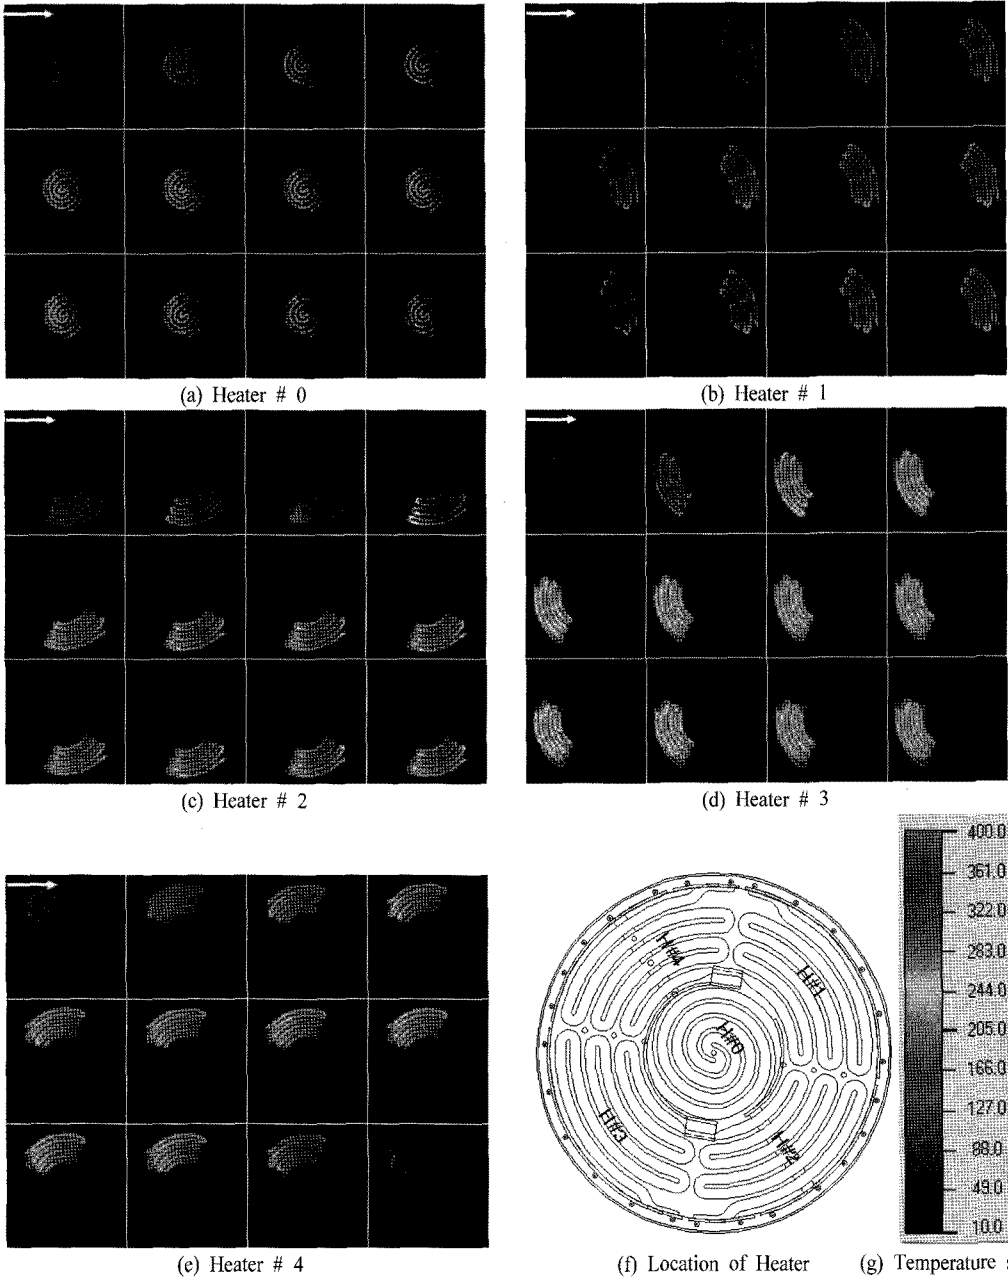 (a) Heater # 0
(b) Heater # 1
(c) Heater # 2
(d) Heater # 3
(e) Heater # 4
H#4
H#1
H#0
H#3
H#2
(f) Location of Heater
400.0
361.0
322.0
283.0
244.0
205.0
166.0
127.0
88.0
49.0
10.0
(g) Temperature